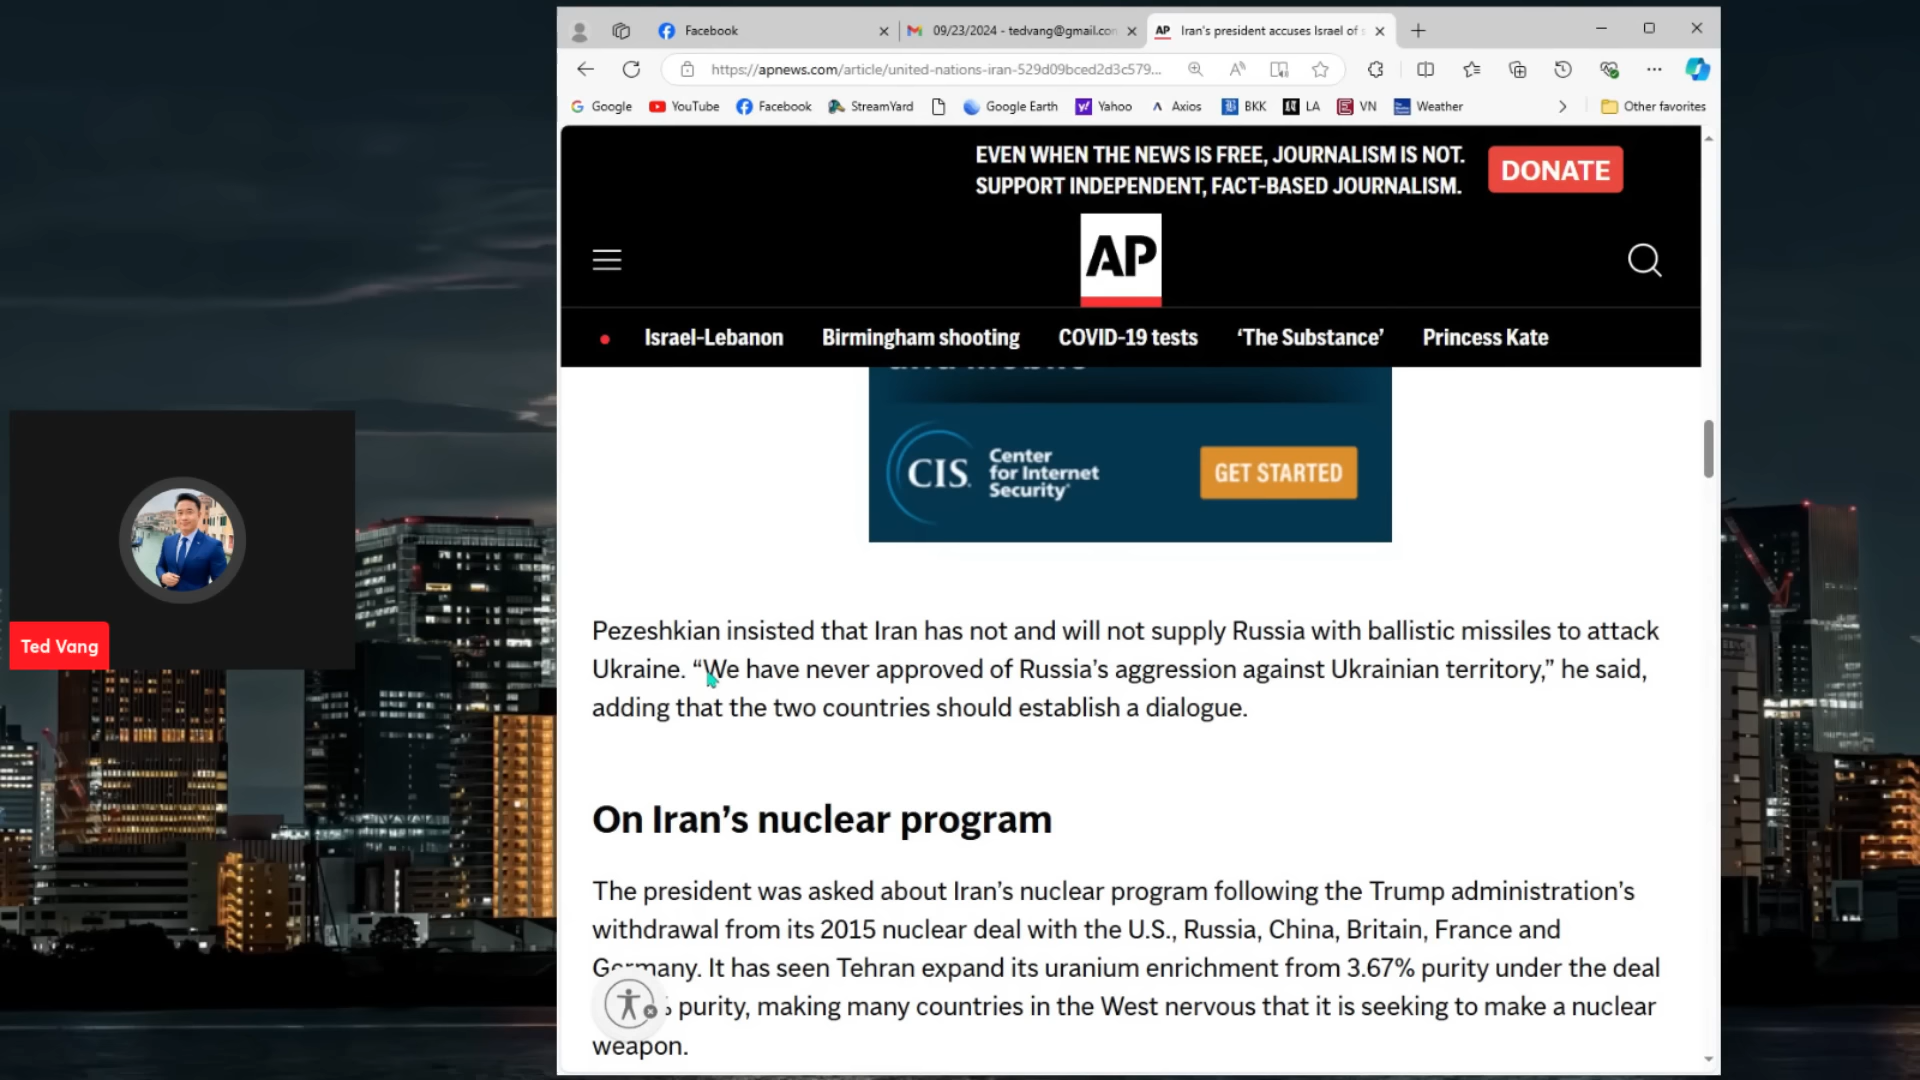 Facebook
09/23/2024 - tedvang@gmail.con
AP Iran's president accuses Israel of
https://apnews.com/article/united-nations-iran-529d09bced2d3c579...
Google YouTube Facebook StreamYard Google Earth Yahoo Axios BKK LA VN Weather Other favorites
EVEN WHEN THE NEWS IS FREE, JOURNALISM IS NOT.
SUPPORT INDEPENDENT, FACT-BASED JOURNALISM.
DONATE
AP
Israel-Lebanon Birmingham shooting COVID-19 tests ‘The Substance’ Princess Kate
and mobile
CIS
Center
for Internet
Security®
GET STARTED
Ted Vang
Pezeshkian insisted that Iran has not and will not supply Russia with ballistic missiles to attack
Ukraine. “We have never approved of Russia’s aggression against Ukrainian territory,” he said,
adding that the two countries should establish a dialogue.
On Iran’s nuclear program
The president was asked about Iran’s nuclear program following the Trump administration’s
withdrawal from its 2015 nuclear deal with the U.S., Russia, China, Britain, France and
Germany. It has seen Tehran expand its uranium enrichment from 3.67% purity under the deal
% purity, making many countries in the West nervous that it is seeking to make a nuclear
weapon.